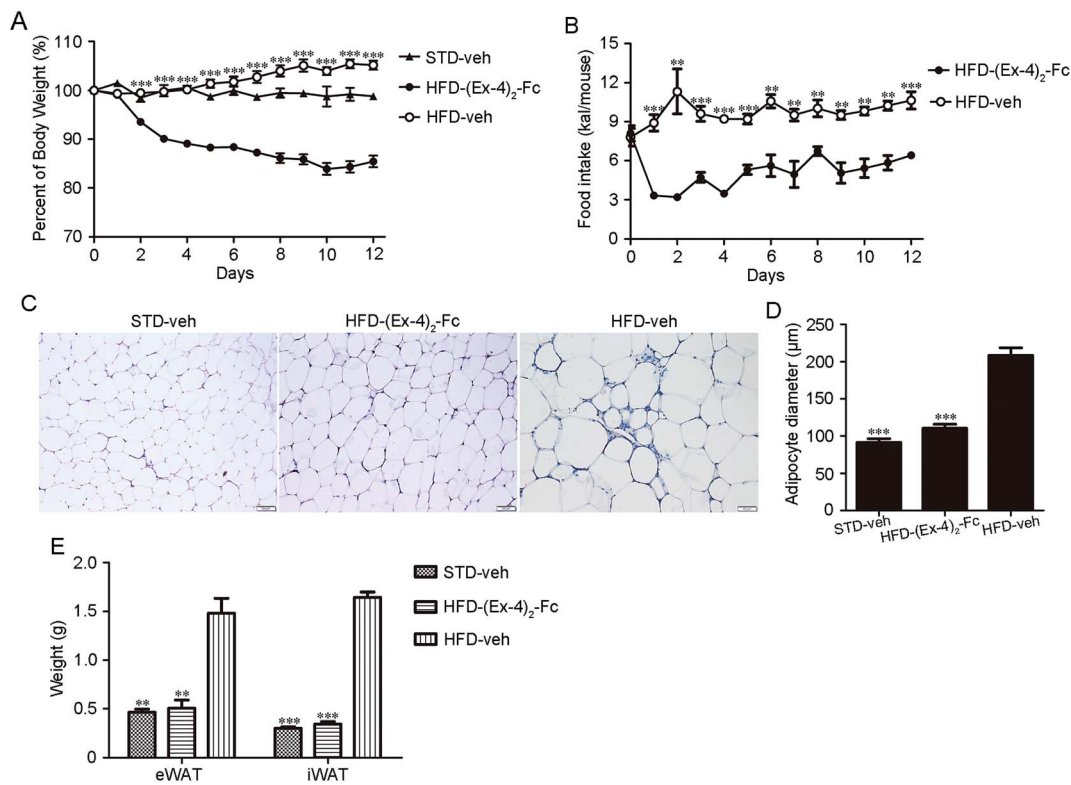 A
Percent of Body Weight (%)
110
100
90
80
70
*** *** *** *** *** *** *** *** *** *** ***
0 2 4 6 8 10 12
Days
STD-veh
HFD-(Ex-4)2-Fc
HFD-veh
B
Food intake (kal/mouse)
15
12
9
6
3
0
*** ** *** *** *** ** ** ** ** ** ** **
0 2 4 6 8 10 12
Days
HFD-(Ex-4)2-Fc
HFD-veh
C
STD-veh HFD-(Ex-4)2-Fc HFD-veh
D
Adipocyte diameter (μm)
250
200
150
100
50
0
*** ***
STD-veh HFD-(Ex-4)2-Fc HFD-veh
E
Weight (g)
2.0
1.5
1.0
0.5
0
** ** *** ***
eWAT iWAT
STD-veh
HFD-(Ex-4)2-Fc
HFD-veh